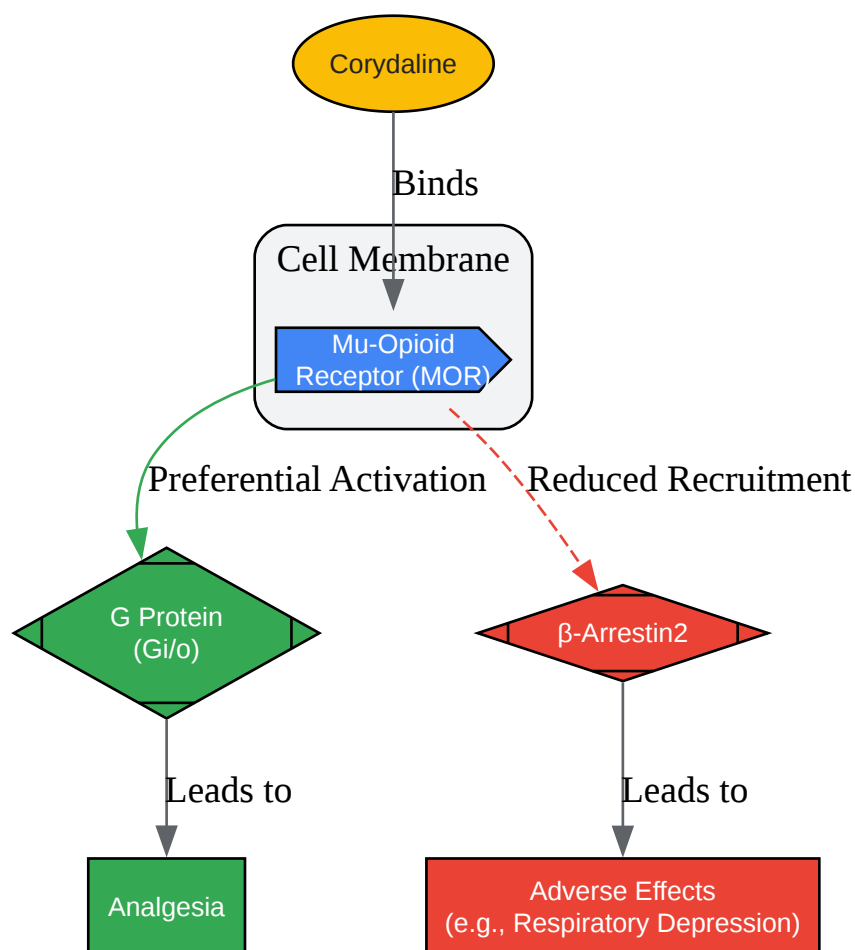 Corydaline
Binds
Cell Membrane
Mu-Opioid
Receptor (MOR)
Preferential Activation
Reduced Recruitment
G Protein
(Gi/o)
β-Arrestin2
Leads to
Leads to
Analgesia
Adverse Effects
(e.g., Respiratory Depression)